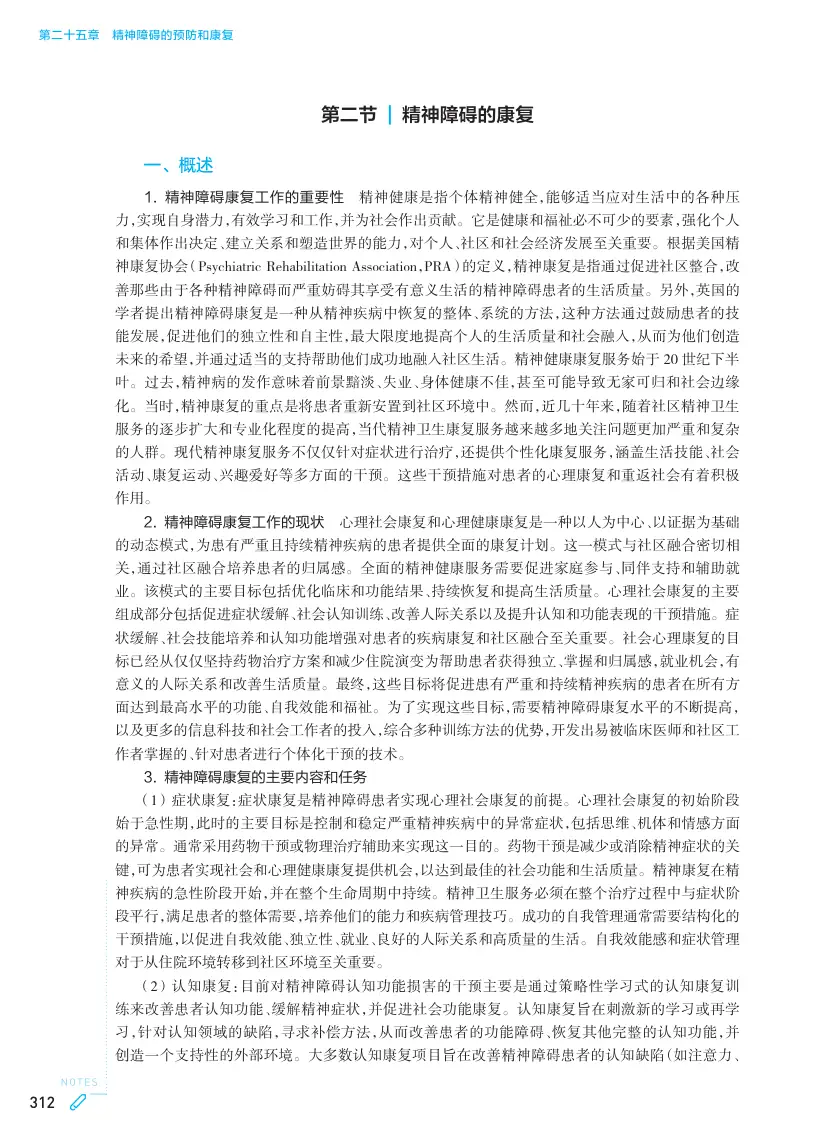 第二十五章 精神障碍的预防和康复
第二节 | 精神障碍的康复
一、概述
1. 精神障碍康复工作的重要性 精神健康是指个体精神健全,能够适当应对生活中的各种压
力,实现自身潜力,有效学习和工作,并为社会作出贡献。它是健康和福祉必不可少的要素,强化个人
和集体作出决定、建立关系和塑造世界的能力,对个人、社区和社会经济发展至关重要。根据美国精
神康复协会(Psychiatric Rehabilitation Association,PRA)的定义,精神康复是指通过促进社区整合,改
善那些由于各种精神障碍而严重妨碍其享受有意义生活的精神障碍患者的生活质量。另外,英国的
学者提出精神障碍康复是一种从精神疾病中恢复的整体、系统的方法,这种方法通过鼓励患者的技
能发展,促进他们的独立性和自主性,最大限度地提高个人的生活质量和社会融入,从而为他们创造
未来的希望,并通过适当的支持帮助他们成功地融入社区生活。精神健康康复服务始于 20 世纪下半
叶。过去,精神病的发作意味着前景黯淡、失业、身体健康不佳,甚至可能导致无家可归和社会边缘
化。当时,精神康复的重点是将患者重新安置到社区环境中。然而,近几十年来,随着社区精神卫生
服务的逐步扩大和专业化程度的提高,当代精神卫生康复服务越来越多地关注问题更加严重和复杂
的人群。现代精神康复服务不仅仅针对症状进行治疗,还提供个性化康复服务,涵盖生活技能、社会
活动、康复运动、兴趣爱好等多方面的干预。这些干预措施对患者的心理康复和重返社会有着积极
作用。
2. 精神障碍康复工作的现状 心理社会康复和心理健康康复是一种以人为中心、以证据为基础
的动态模式,为患有严重且持续精神疾病的患者提供全面的康复计划。这一模式与社区融合密切相
关,通过社区融合培养患者的归属感。全面的精神健康服务需要促进家庭参与、同伴支持和辅助就
业。该模式的主要目标包括优化临床和功能结果、持续恢复和提高生活质量。心理社会康复的主要
组成部分包括促进症状缓解、社会认知训练、改善人际关系以及提升认知和功能表现的干预措施。症
状缓解、社会技能培养和认知功能增强对患者的疾病康复和社区融合至关重要。社会心理康复的目
标已经从仅仅坚持药物治疗方案和减少住院演变为帮助患者获得独立、掌握和归属感,就业机会,有
意义的人际关系和改善生活质量。最终,这些目标将促进患有严重和持续精神疾病的患者在所有方
面达到最高水平的功能、自我效能和福祉。为了实现这些目标,需要精神障碍康复水平的不断提高,
以及更多的信息科技和社会工作者的投入,综合多种训练方法的优势,开发出易被临床医师和社区工
作者掌握的、针对患者进行个体化干预的技术。
3. 精神障碍康复的主要内容和任务
(1)症状康复:症状康复是精神障碍患者实现心理社会康复的前提。心理社会康复的初始阶段
始于急性期,此时的主要目标是控制和稳定严重精神疾病中的异常症状,包括思维、机体和情感方面
的异常。通常采用药物干预或物理治疗辅助来实现这一目的。药物干预是减少或消除精神症状的关
键,可为患者实现社会和心理健康康复提供机会,以达到最佳的社会功能和生活质量。精神康复在精
神疾病的急性阶段开始,并在整个生命周期中持续。精神卫生服务必须在整个治疗过程中与症状阶
段平行,满足患者的整体需要,培养他们的能力和疾病管理技巧。成功的自我管理通常需要结构化的
干预措施,以促进自我效能、独立性、就业、良好的人际关系和高质量的生活。自我效能感和症状管理
对于从住院环境转移到社区环境至关重要。
(2)认知康复:目前对精神障碍认知功能损害的干预主要是通过策略性学习式的认知康复训
练来改善患者认知功能、缓解精神症状,并促进社会功能康复。认知康复旨在刺激新的学习或再学
习,针对认知领域的缺陷,寻求补偿方法,从而改善患者的功能障碍、恢复其他完整的认知功能,并
创造一个支持性的外部环境。大多数认知康复项目旨在改善精神障碍患者的认知缺陷(如注意力、
NOTES
312